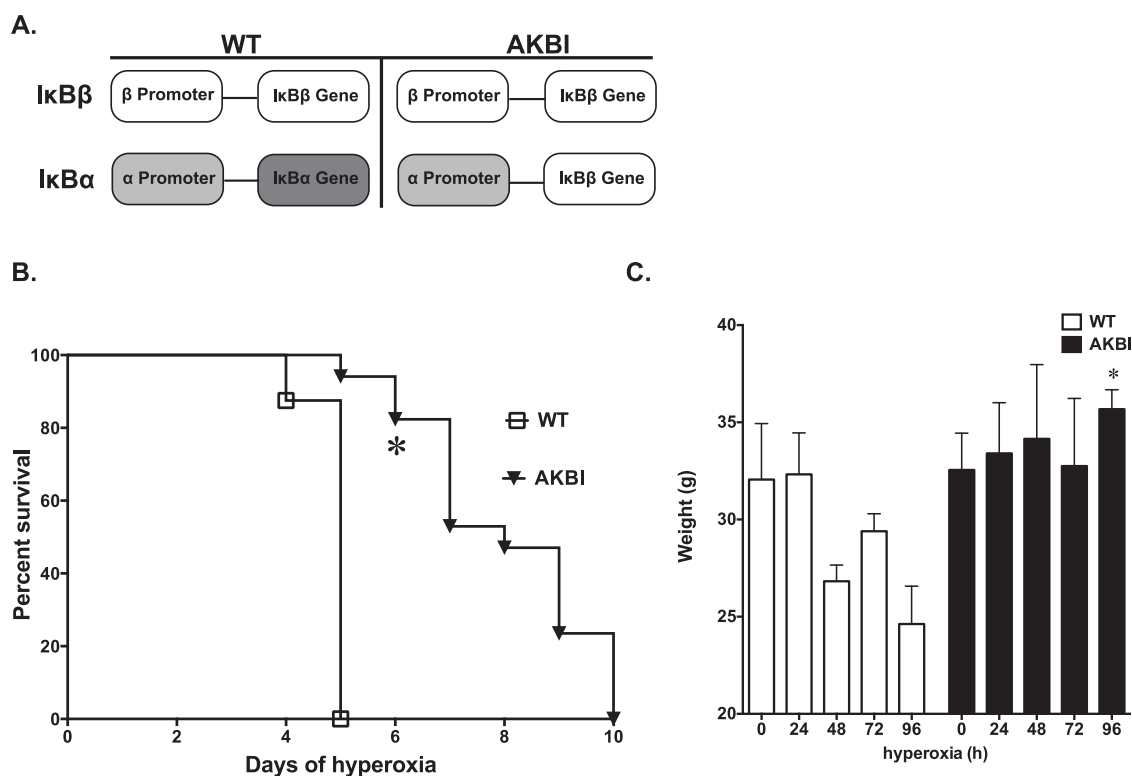 A.
WT AKBI
IκBβ β Promoter IκBβ Gene β Promoter IκBβ Gene
IκBα α Promoter IκBα Gene α Promoter IκBβ Gene
B.
100
80
60
40
20
0
Percent survival
0 2 4 6 8 10
Days of hyperoxia
WT
AKBI
*
C.
40
35
30
25
20
Weight (g)
WT
AKBI
*
0 24 48 72 96 0 24 48 72 96
hyperoxia (h)